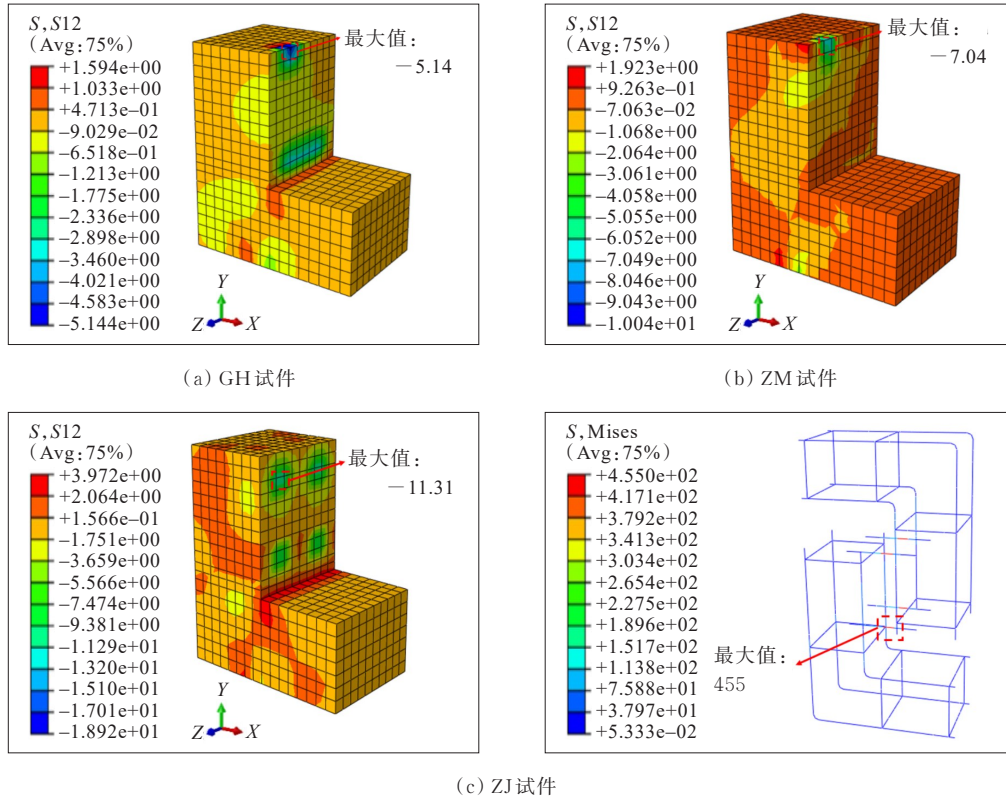 S,S12
(Avg:75%)
+1.594e+00
+1.033e+00
+4.713e−01
−9.029e−02
−6.518e−01
−1.213e+00
−1.775e+00
−2.336e+00
−2.898e+00
−3.460e+00
−4.021e+00
−4.583e+00
−5.144e+00
最大值：
−5.14
Y
Z
X
(a) GH试件
S,S12
(Avg:75%)
+1.923e+00
+9.263e−01
−7.063e−02
−1.068e+00
−2.064e+00
−3.061e+00
−4.058e+00
−5.055e+00
−6.052e+00
−7.049e+00
−8.046e+00
−9.043e+00
−1.004e+01
最大值：
−7.04
Y
Z
X
(b) ZM试件
S,S12
(Avg:75%)
+3.972e+00
+2.064e+00
+1.566e−01
−1.751e+00
−3.659e+00
−5.566e+00
−7.474e+00
−9.381e+00
−1.129e+01
−1.320e+01
−1.510e+01
−1.701e+01
−1.892e+01
最大值：
−11.31
Y
Z
X
S,Mises
(Avg:75%)
+4.550e+02
+4.171e+02
+3.792e+02
+3.413e+02
+3.034e+02
+2.654e+02
+2.275e+02
+1.896e+02
+1.517e+02
+1.138e+02
+7.588e+01
+3.797e+01
+5.333e−02
最大值：
455
(c) ZJ试件